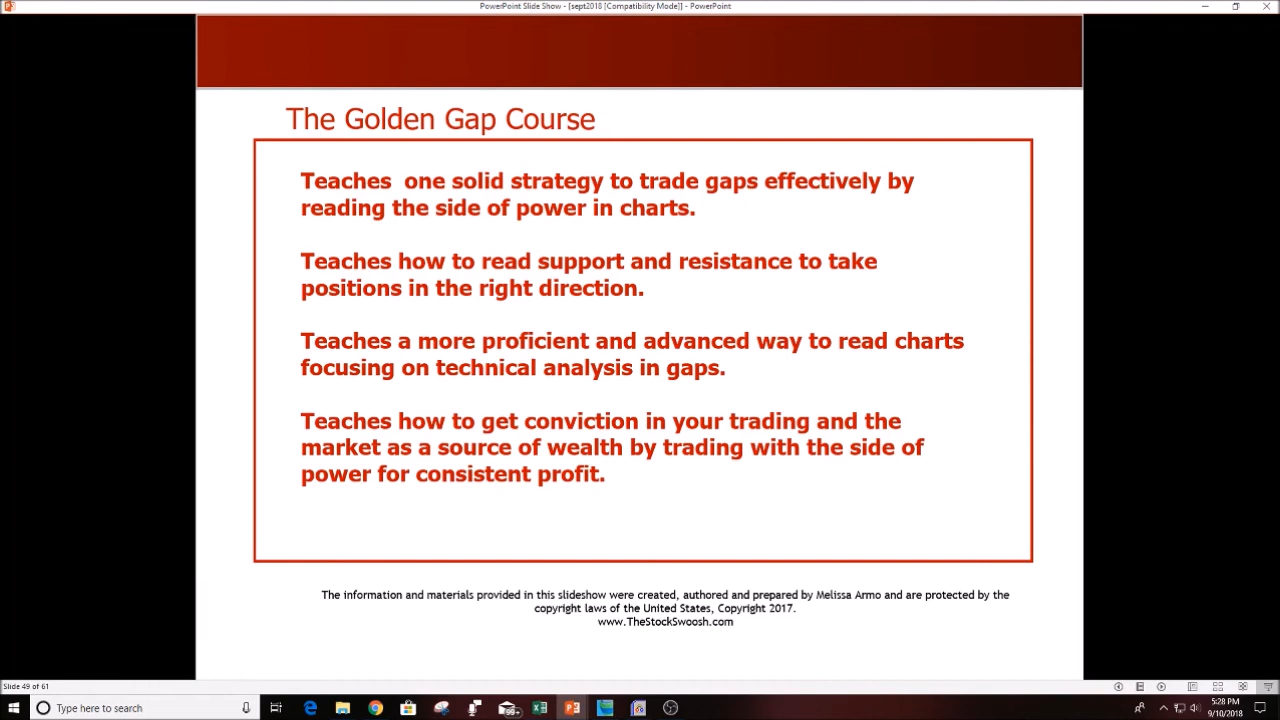 PowerPoint Slide Show - [sept2018 [Compatibility Mode]] - PowerPoint
The Golden Gap Course
Teaches one solid strategy to trade gaps effectively by
reading the side of power in charts.
Teaches how to read support and resistance to take
positions in the right direction.
Teaches a more proficient and advanced way to read charts
focusing on technical analysis in gaps.
Teaches how to get conviction in your trading and the
market as a source of wealth by trading with the side of
power for consistent profit.
The information and materials provided in this slideshow were created, authored and prepared by Melissa Armo and are protected by the
copyright laws of the United States, Copyright 2017.
www.TheStockSwoosh.com
Slide 49 of 61
Type here to search
5:28 PM
9/10/2018